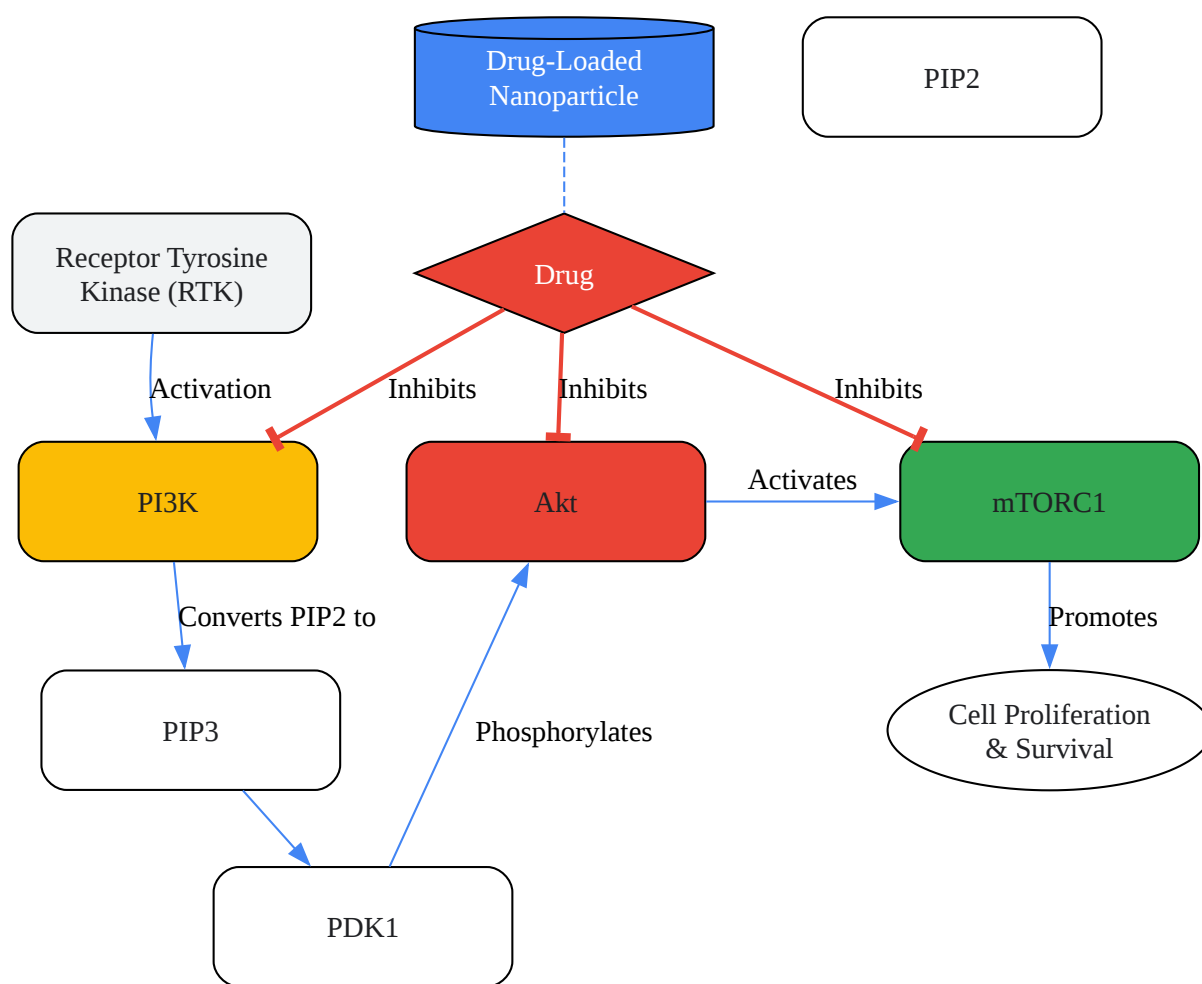 Drug-Loaded
Nanoparticle
PIP2
Receptor Tyrosine
Kinase (RTK)
Drug
Activation
Inhibits
Inhibits
Inhibits
PI3K
Akt
Activates
mTORC1
Converts PIP2 to
Promotes
PIP3
Phosphorylates
Cell Proliferation
& Survival
PDK1